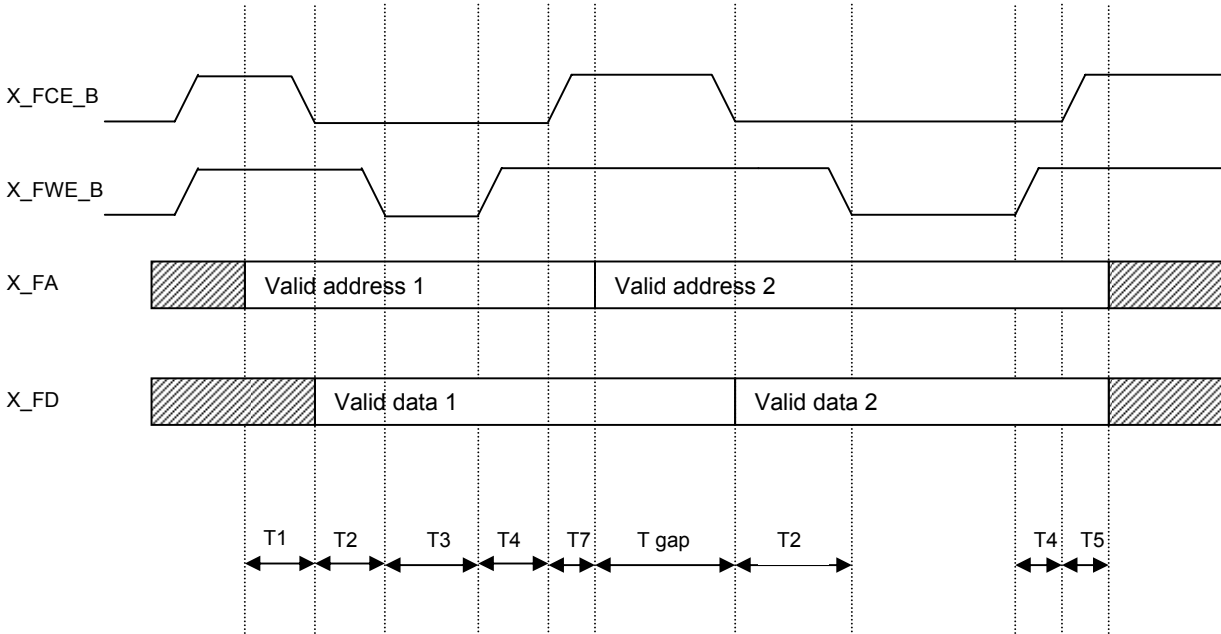 X_FCE_B
X_FWE_B
X_FA
Valid address 1
Valid address 2
X_FD
Valid data 1
Valid data 2
T1
T2
T3
T4
T7
T gap
T2
T4
T5